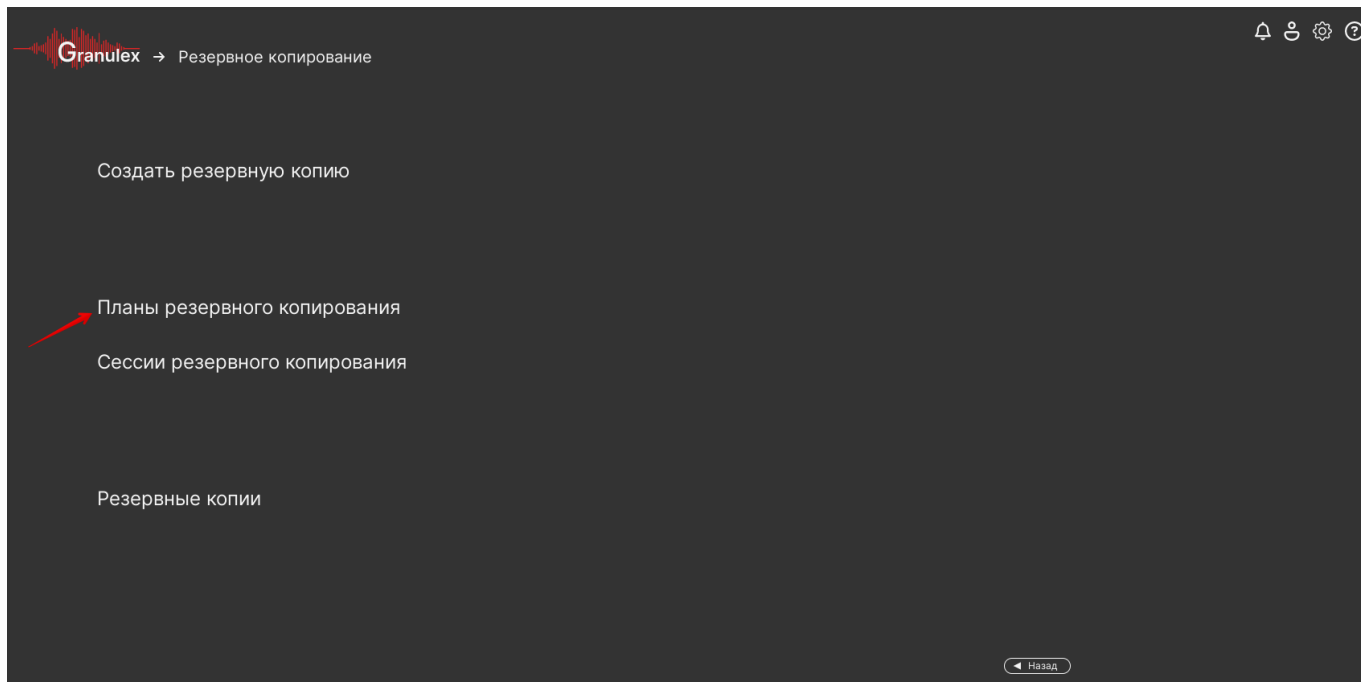 Granulex → Резервное копирование
Создать резервную копию
Планы резервного копирования
Сессии резервного копирования
Резервные копии
◄ Назад